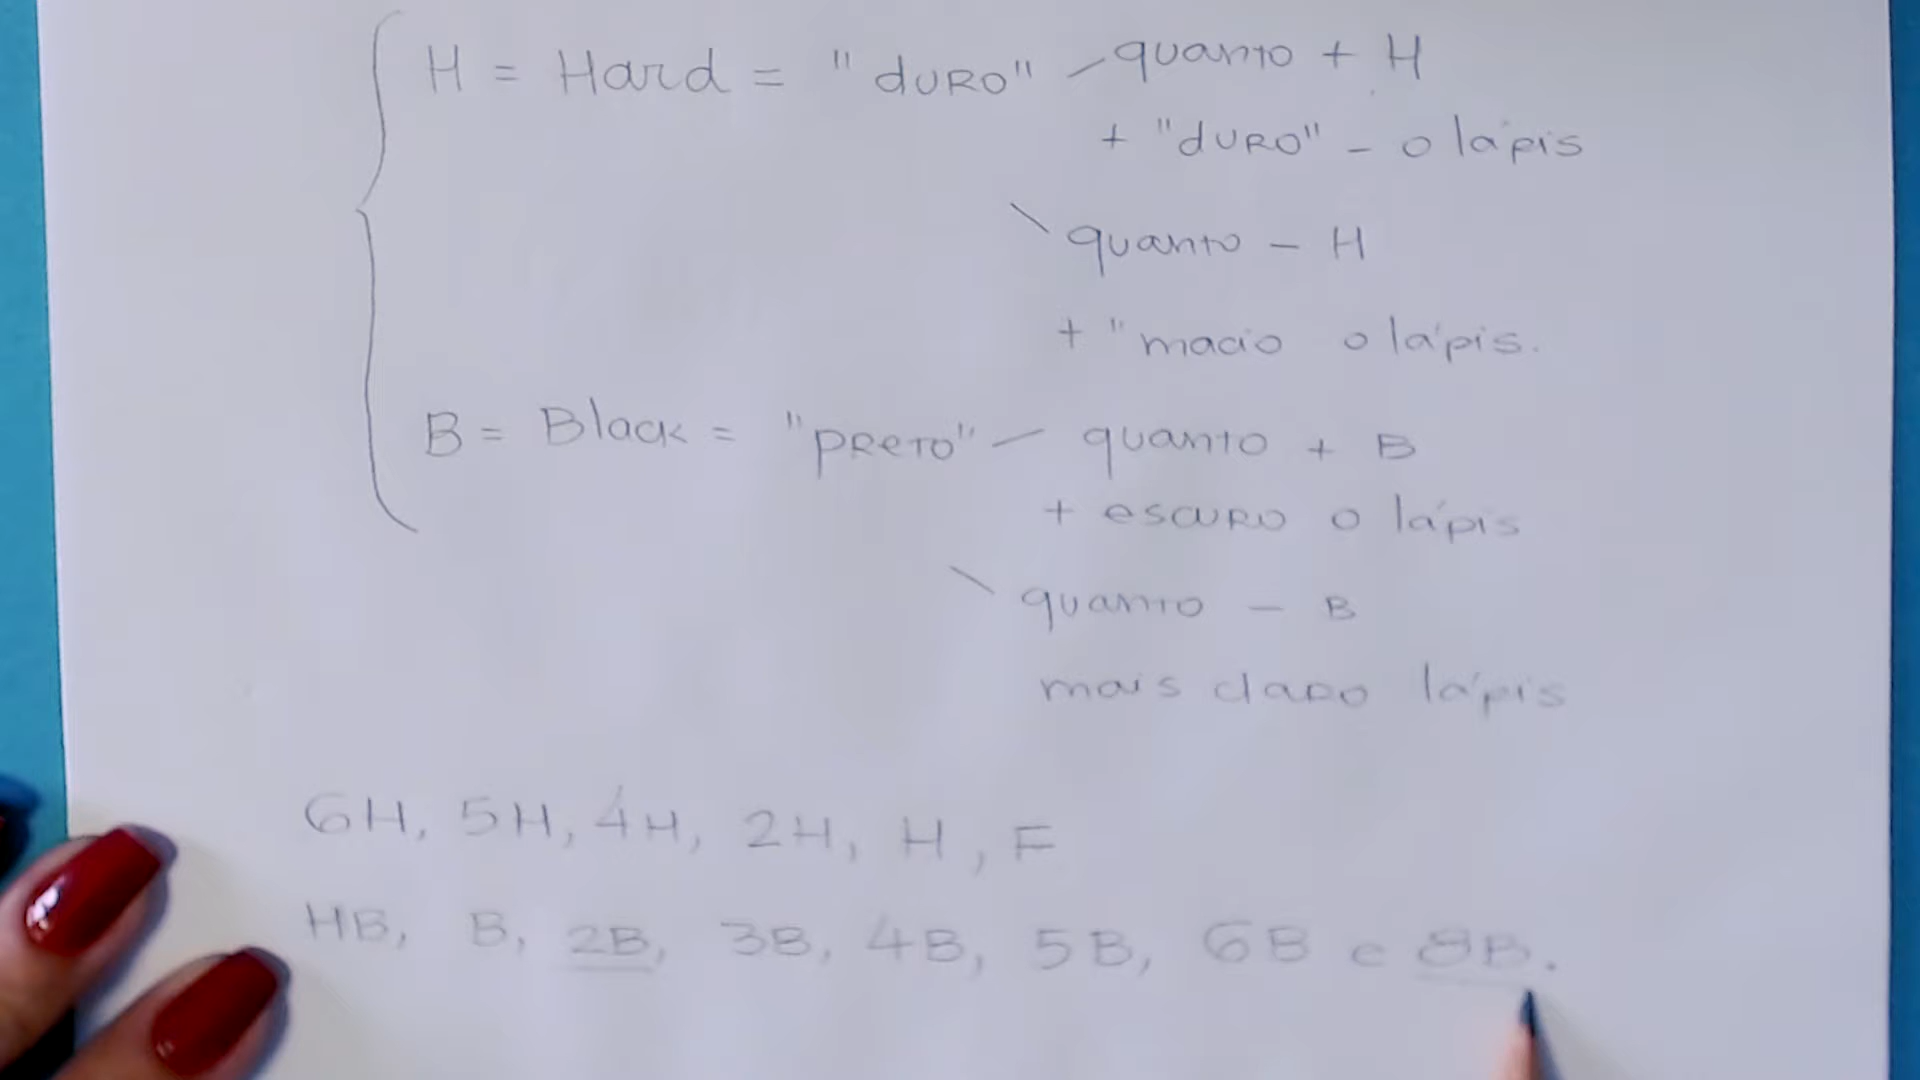 H = Hard = "duro" - quanto + H
+ "duro" - o lápis
quanto - H
+ "macio o lápis.
B = Black = "preto" - quanto + B
+ escuro o lápis
quanto - B
mais claro lápis
6H, 5H, 4H, 2H, H, F
HB, B, 2B, 3B, 4B, 5B, 6B e 8B.